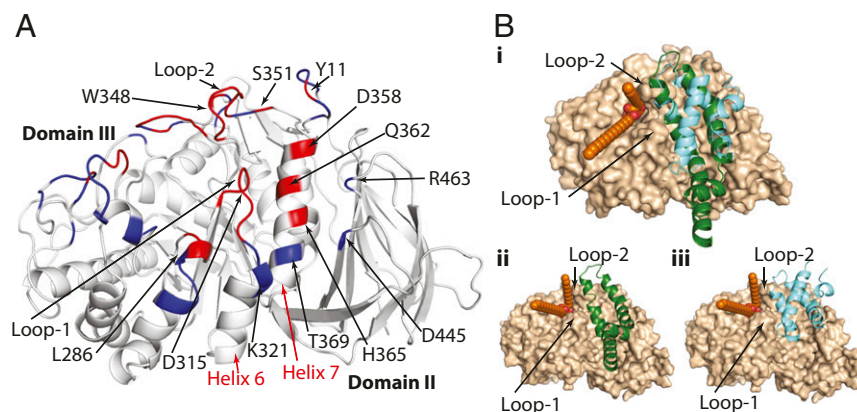 A
Loop-2
S351
Y11
W348
D358
Domain III
Q362
R463
Loop-1
L286
D315
K321
T369
H365
D445
Helix 6
Helix 7
Domain II
B
i
Loop-2
Loop-1
ii
Loop-2
Loop-1
iii
Loop-2
Loop-1